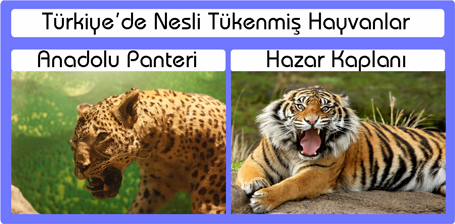 Türkiye'de Nesli Tükenmiş Hayvanlar
Anadolu Panteri
Hazar Kaplanı